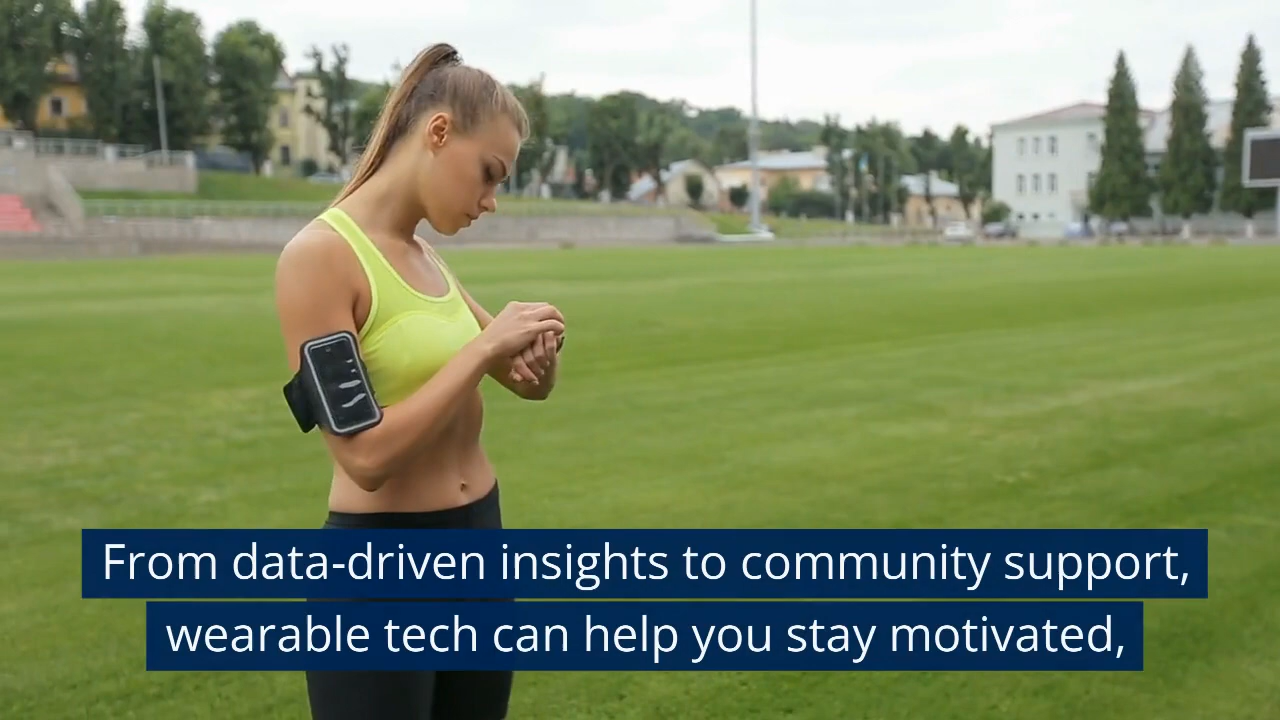 From data-driven insights to community support,
wearable tech can help you stay motivated,